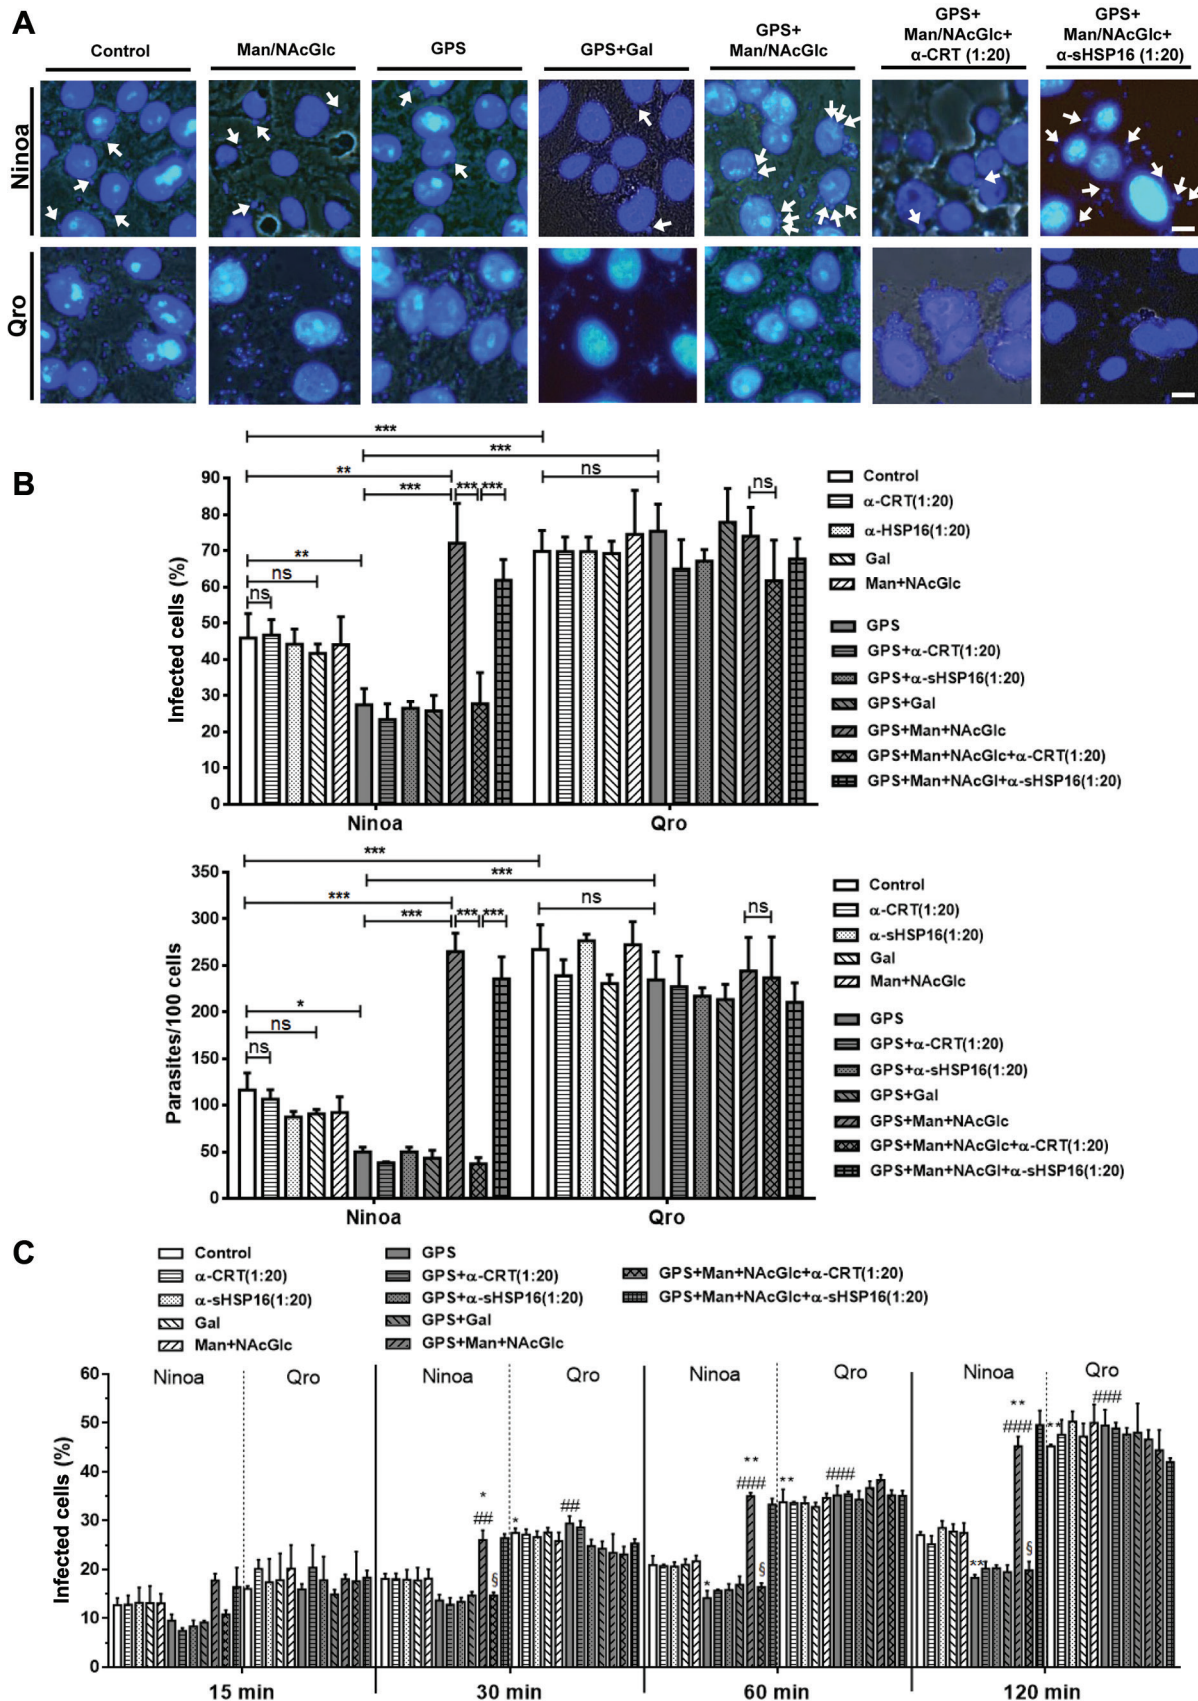 A
Control
Man/NAcGlc
GPS
GPS+Gal
GPS+
Man/NAcGlc
GPS+
Man/NAcGlc+
α-CRT (1:20)
GPS+
Man/NAcGlc+
α-sHSP16 (1:20)
Ninoa
Qro
B
Infected cells (%)
90
80
70
60
50
40
30
20
10
0
ns
ns
**
**
***
***
***
***
***
ns
ns
Ninoa
Qro
Control
α-CRT(1:20)
α-HSP16(1:20)
Gal
Man+NAcGlc
GPS
GPS+α-CRT(1:20)
GPS+α-sHSP16(1:20)
GPS+Gal
GPS+Man+NAcGlc
GPS+Man+NAcGlc+α-CRT(1:20)
GPS+Man+NAcGl+α-sHSP16(1:20)
Parasites/100 cells
350
300
250
200
150
100
50
0
ns
ns
*
***
***
***
***
***
***
ns
ns
Ninoa
Qro
Control
α-CRT(1:20)
α-sHSP16(1:20)
Gal
Man+NAcGlc
GPS
GPS+α-CRT(1:20)
GPS+α-sHSP16(1:20)
GPS+Gal
GPS+Man+NAcGlc
GPS+Man+NAcGlc+α-CRT(1:20)
GPS+Man+NAcGl+α-sHSP16(1:20)
C
Control
α-CRT(1:20)
α-sHSP16(1:20)
Gal
Man+NAcGlc
GPS
GPS+α-CRT(1:20)
GPS+α-sHSP16(1:20)
GPS+Gal
GPS+Man+NAcGlc
GPS+Man+NAcGlc+α-CRT(1:20)
GPS+Man+NAcGlc+α-sHSP16(1:20)
Infected cells (%)
60
50
40
30
20
10
0
Ninoa
Qro
Ninoa
Qro
Ninoa
Qro
Ninoa
Qro
*
##
§
*
##
*
**
###
§
**
###
**
**
###
§
**
###
15 min
30 min
60 min
120 min